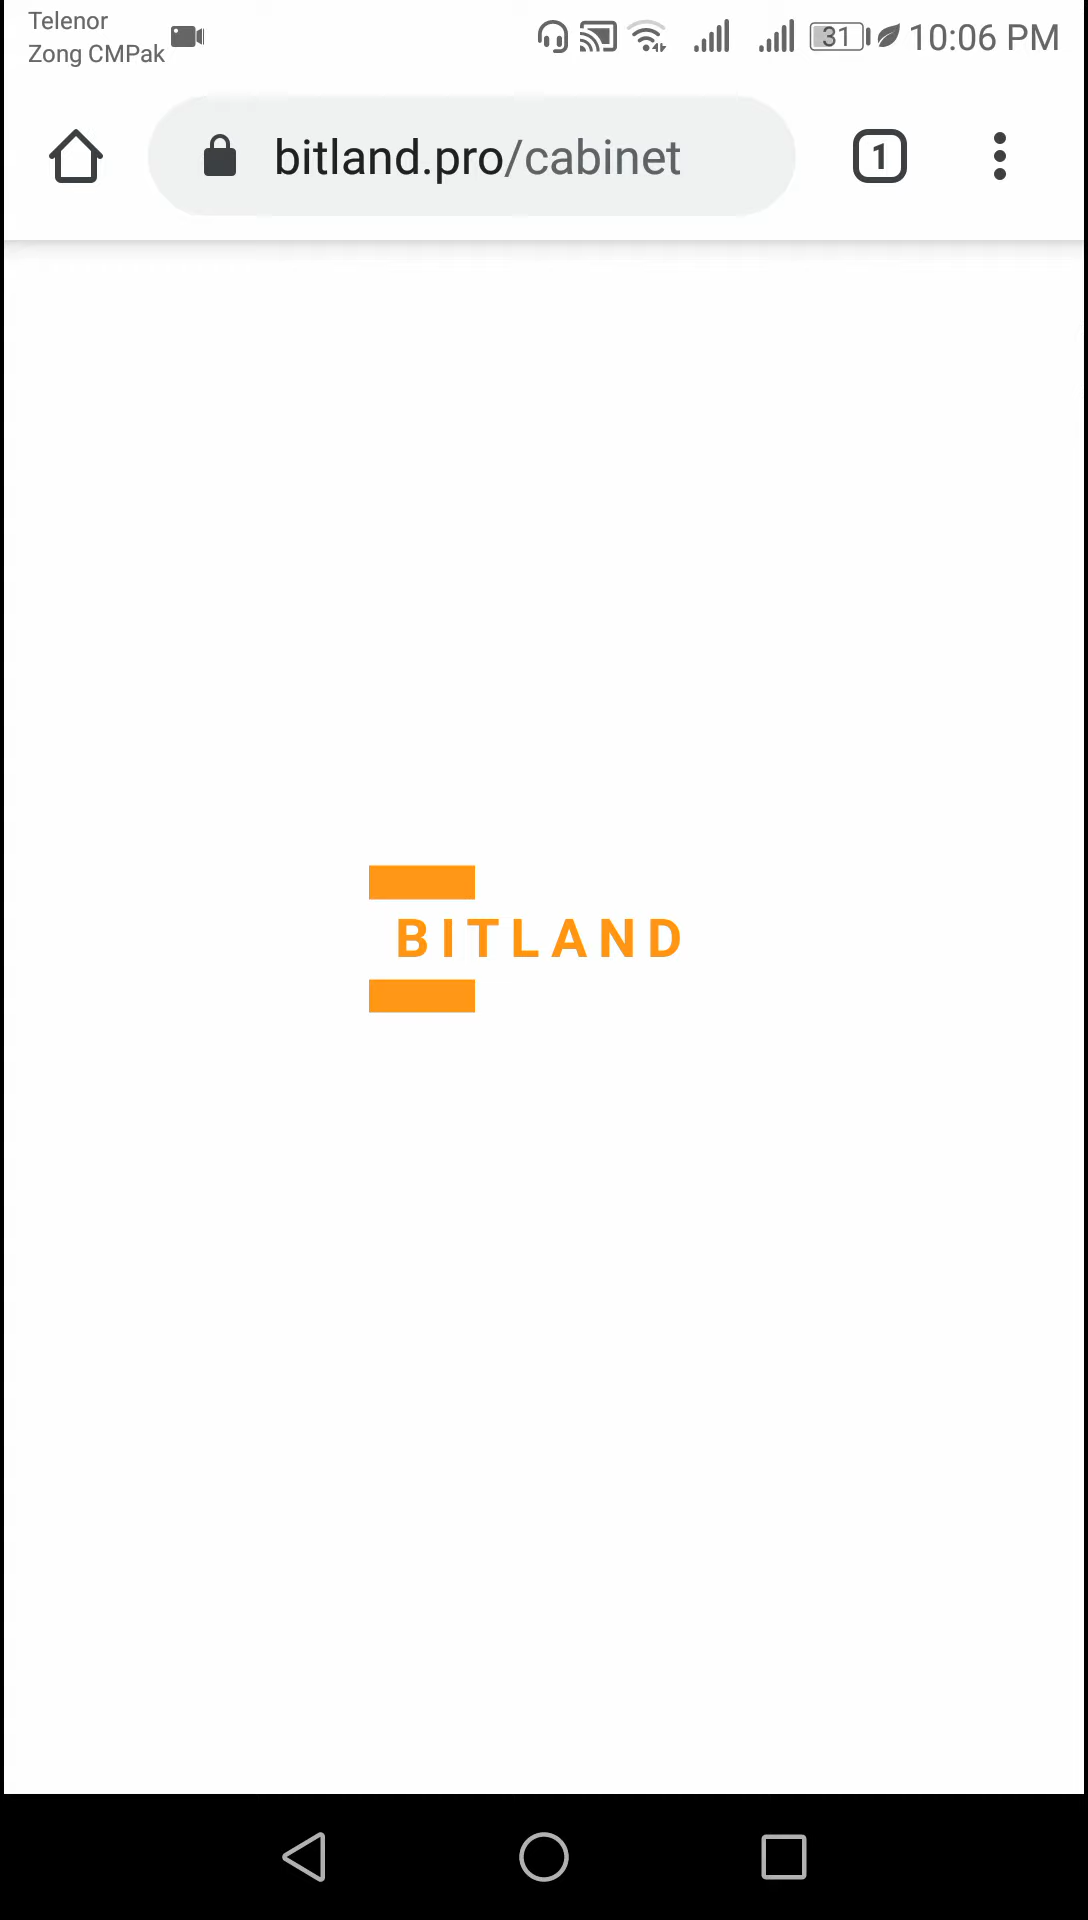 Telenor
Zong CMPak
31
10:06 PM
bitland.pro/cabinet
1
BITLAND